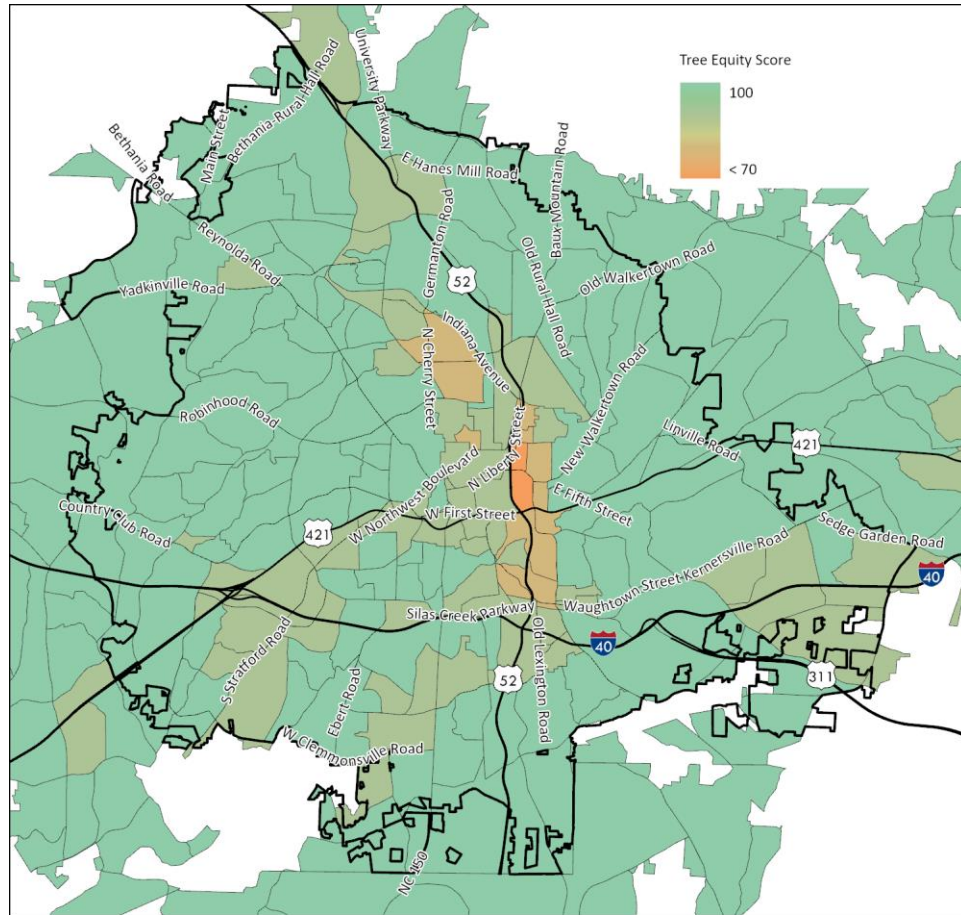 Tree Equity Score
100
< 70
University Parkway
Bethania-Rural Hall Road
Main Street
Bethania Road
E Hanes Mill Road
Baux Mountain Road
Germanton Road
Reynolda Road
Old Rural Hall Road
Old Walkertown Road
Yadkinville Road
52
Indiana Avenue
N Cherry Street
New Walkertown Road
Robinhood Road
Linville Road
421
N Liberty Street
W Northwest Boulevard
E Fifth Street
Country Club Road
421
W First Street
Sedge Garden Road
Waughtown Street-Kernersville Road
40
Silas Creek Parkway
40
S Stratford Road
Old Lexington Road
311
52
Ebert Road
W Clemmonsville Road
NC 150